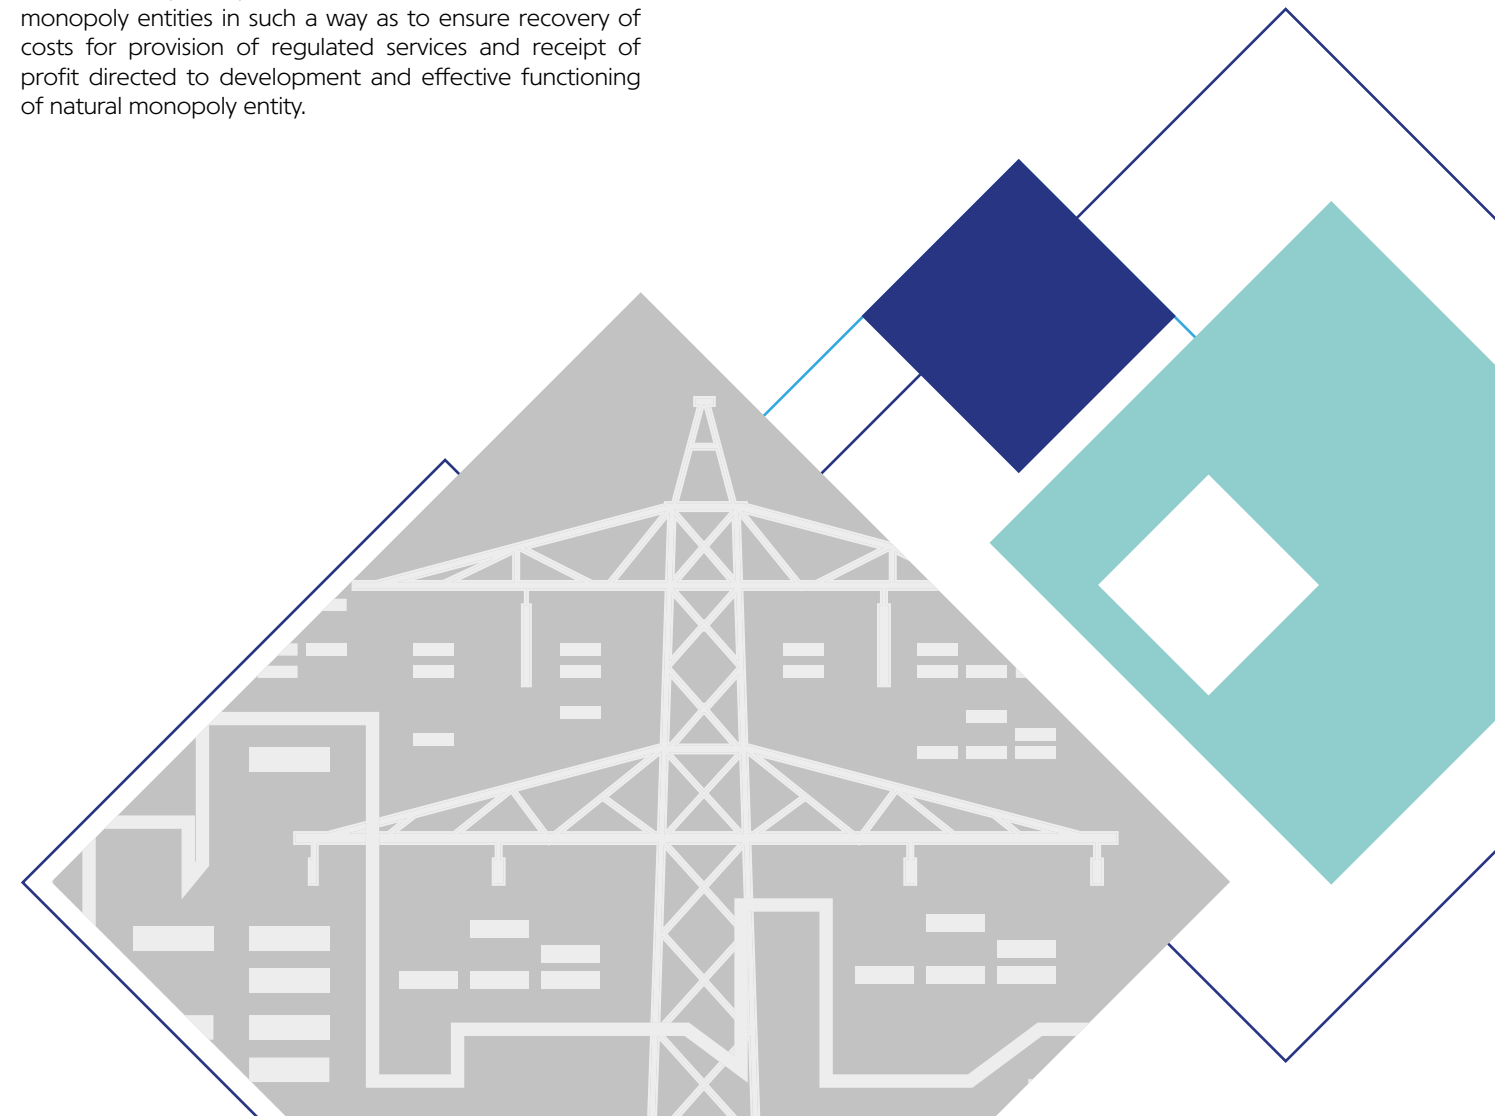 monopoly entities in such a way as to ensure recovery of
costs for provision of regulated services and receipt of
profit directed to development and effective functioning
of natural monopoly entity.